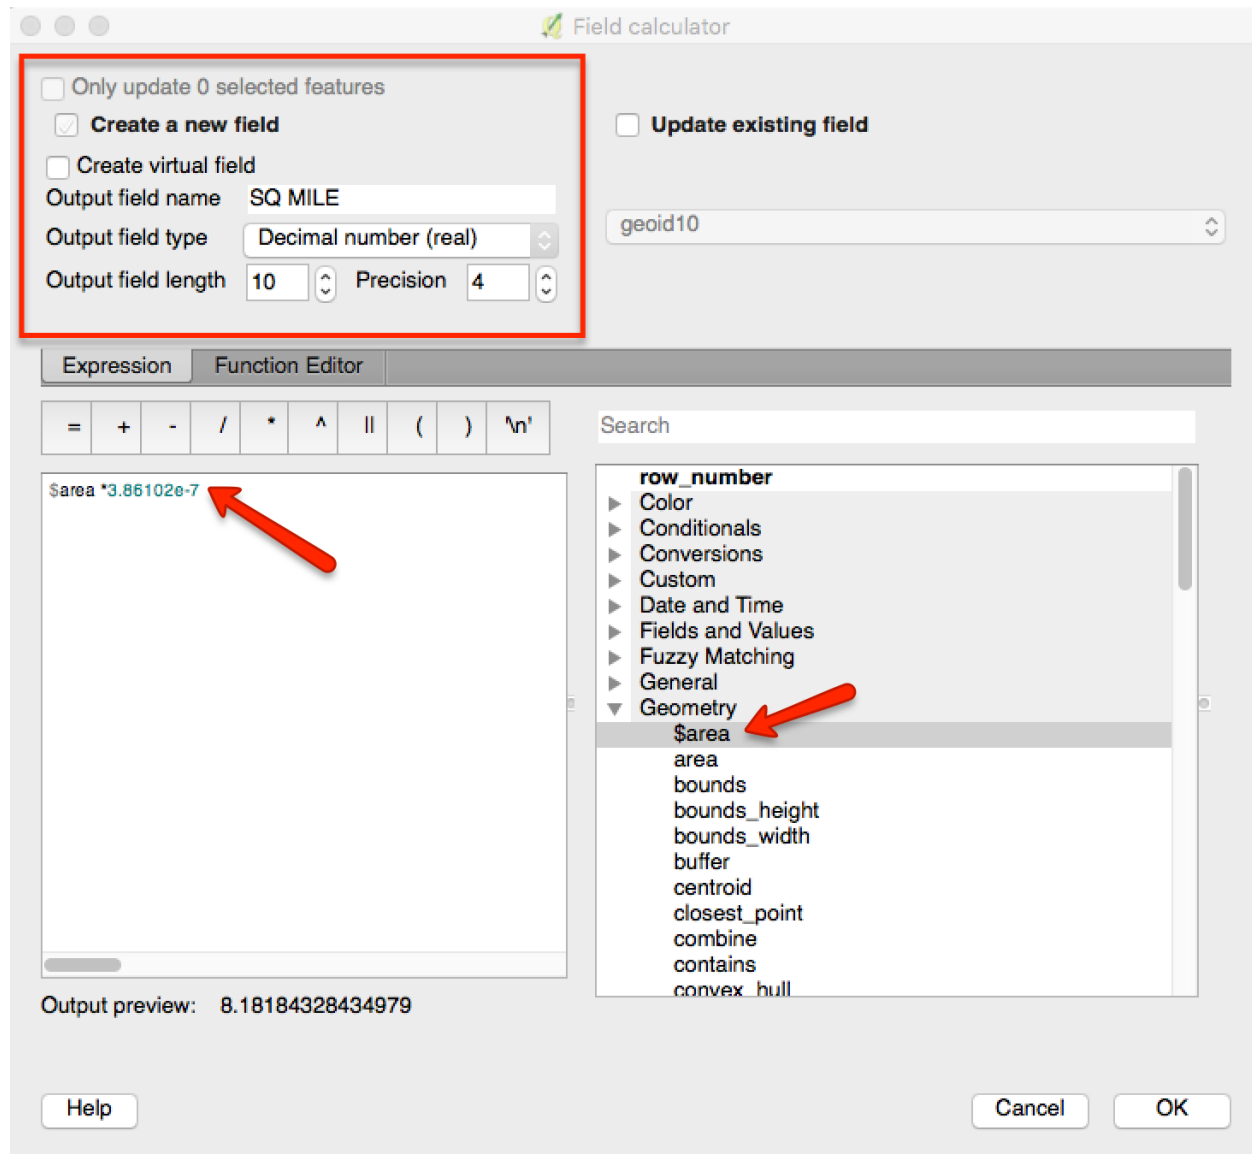 Field calculator
Only update 0 selected features
Create a new field
Update existing field
Create virtual field
Output field name SQ MILE
geoid10
Output field type Decimal number (real)
Output field length 10 Precision 4
Expression Function Editor
= + - / * ^ || ( ) '\n'
Search
$area *3.86102e-7
row_number
Color
Conditionals
Conversions
Custom
Date and Time
Fields and Values
Fuzzy Matching
General
Geometry
$area
area
bounds
bounds_height
bounds_width
buffer
centroid
closest_point
combine
contains
convex_hull
Output preview: 8.18184328434979
Help Cancel OK